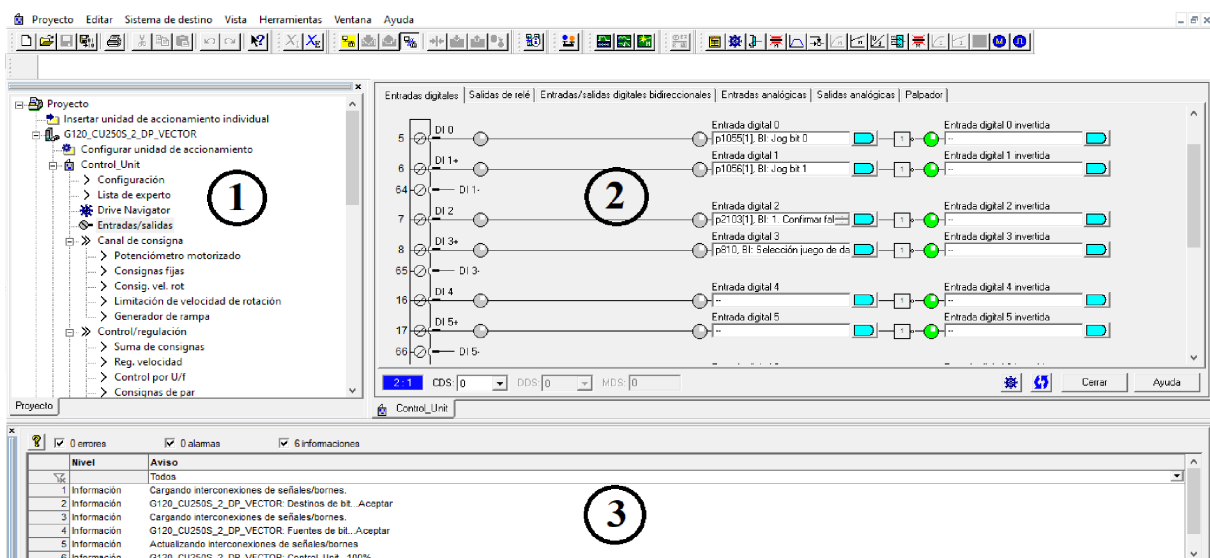 Proyecto Editar Sistema de destino Vista Herramientas Ventana Ayuda
Proyecto
Insertar unidad de accionamiento individual
G120_CU250S_2_DP_VECTOR
Configurar unidad de accionamiento
Control_Unit
Configuración
Lista de experto
Drive Navigator
Entradas/salidas
Canal de consigna
Potenciómetro motorizado
Consignas fijas
Consig. vel. rot
Limitación de velocidad de rotación
Generador de rampa
Control/regulación
Suma de consignas
Reg. velocidad
Control por U/f
Consignas de par
Proyecto
1
Entradas digitales Salidas de relé Entradas/salidas digitales bidireccionales Entradas analógicas Salidas analógicas Palpador
Entrada digital 0 Entrada digital 0 invertida
5 DI 0 p1055[1], BI: Jog bit 0 1 --
Entrada digital 1 Entrada digital 1 invertida
6 DI 1+ p1056[1], BI: Jog bit 1 1 --
64 DI 1-
2
Entrada digital 2 Entrada digital 2 invertida
7 DI 2 p2103[1], BI: 1. Confirmar fal 1 --
Entrada digital 3 Entrada digital 3 invertida
8 DI 3+ p810, BI: Selección juego de da 1 --
65 DI 3-
Entrada digital 4 Entrada digital 4 invertida
16 DI 4 -- 1 --
Entrada digital 5 Entrada digital 5 invertida
17 DI 5+ -- 1 --
66 DI 5-
2 : 1 CDS: 0 DDS: 0 MDS: 0 Cerrar Ayuda
Control_Unit
0 errores 0 alarmas 6 informaciones
Nivel Aviso
Todos
1 Información Cargando interconexiones de señales/bornes.
2 Información G120_CU250S_2_DP_VECTOR: Destinos de bit...Aceptar
3 Información Cargando interconexiones de señales/bornes.
4 Información G120_CU250S_2_DP_VECTOR: Fuentes de bit...Aceptar
5 Información Actualizando interconexiones de señales/bornes
6 Información G120_CU250S_2_DP_VECTOR: Control_Unit...100%
3